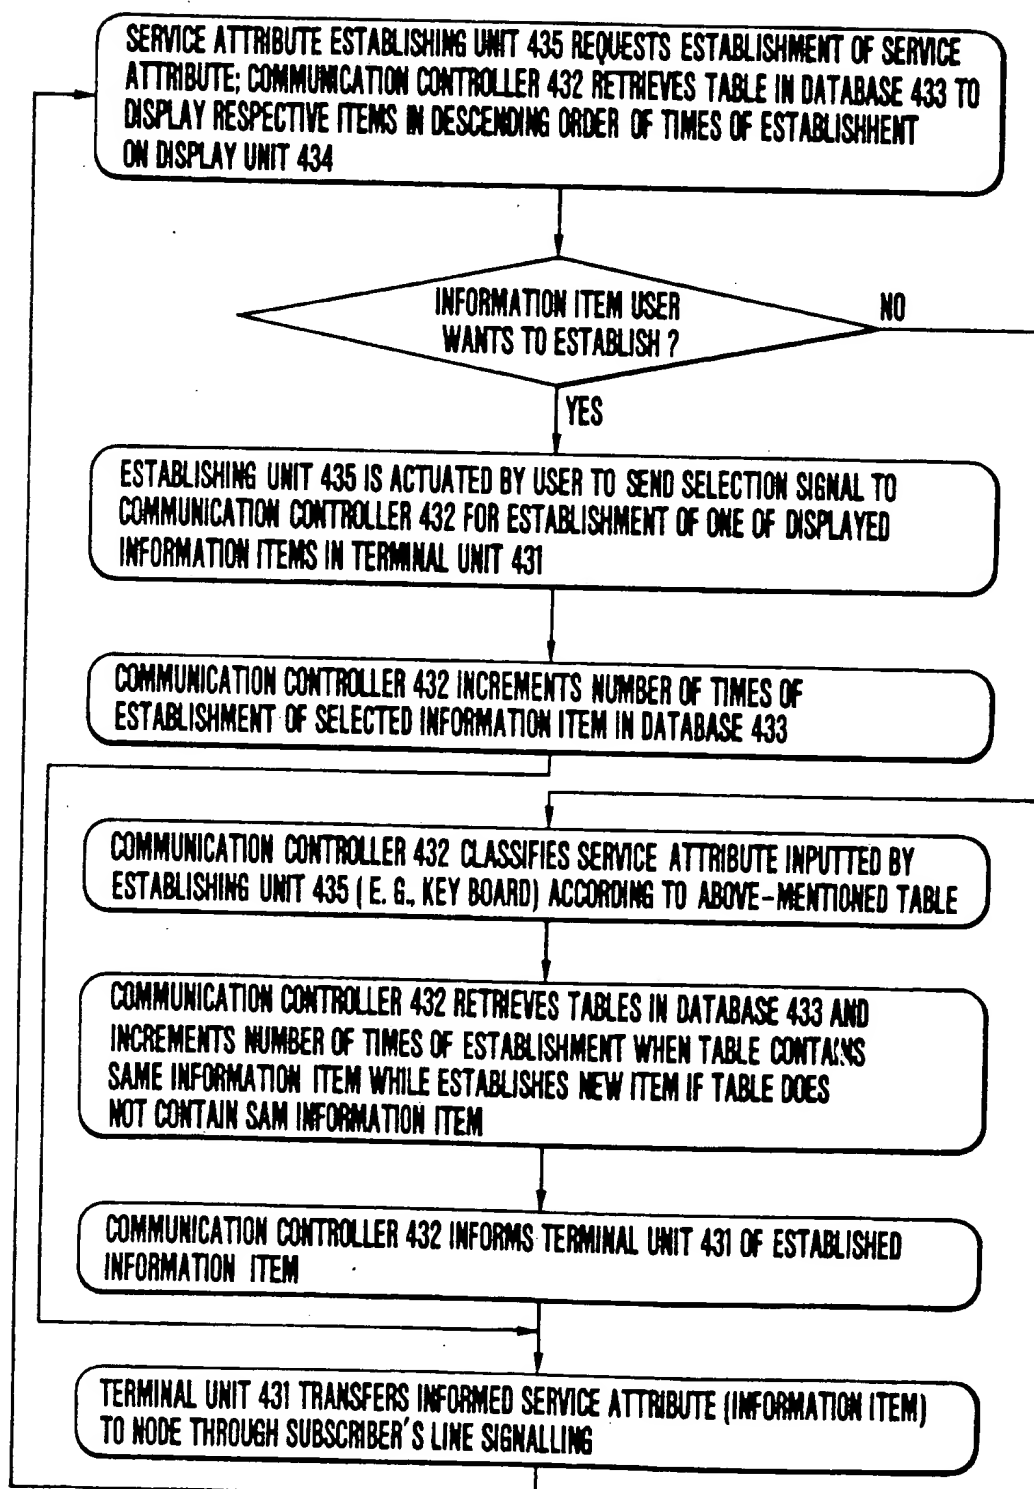 SERVICE ATTRIBUTE ESTABLISHING UNIT 435 REQUESTS ESTABLISHMENT OF SERVICE
ATTRIBUTE; COMMUNICATION CONTROLLER 432 RETRIEVES TABLE IN DATABASE 433 TO
DISPLAY RESPECTIVE ITEMS IN DESCENDING ORDER OF TIMES OF ESTABLISHHENT
ON DISPLAY UNIT 434
INFORMATION ITEM USER
WANTS TO ESTABLISH ?
NO
YES
ESTABLISHING UNIT 435 IS ACTUATED BY USER TO SEND SELECTION SIGNAL TO
COMMUNICATION CONTROLLER 432 FOR ESTABLISHMENT OF ONE OF DISPLAYED
INFORMATION ITEMS IN TERMINAL UNIT 431
COMMUNICATION CONTROLLER 432 INCREMENTS NUMBER OF TIMES OF
ESTABLISHMENT OF SELECTED INFORMATION ITEM IN DATABASE 433
COMMUNICATION CONTROLLER 432 CLASSIFIES SERVICE ATTRIBUTE INPUTTED BY
ESTABLISHING UNIT 435 ( E. G., KEY BOARD) ACCORDING TO ABOVE-MENTIONED TABLE
COMMUNICATION CONTROLLER 432 RETRIEVES TABLES IN DATABASE 433 AND
INCREMENTS NUMBER OF TIMES OF ESTABLISHMENT WHEN TABLE CONTAINS
SAME INFORMATION ITEM WHILE ESTABLISHES NEW ITEM IF TABLE DOES
NOT CONTAIN SAM INFORMATION ITEM
COMMUNICATION CONTROLLER 432 INFORMS TERMINAL UNIT 431 OF ESTABLISHED
INFORMATION ITEM
TERMINAL UNIT 431 TRANSFERS INFORMED SERVICE ATTRIBUTE (INFORMATION ITEM)
TO NODE THROUGH SUBSCRIBER'S LINE SIGNALLING